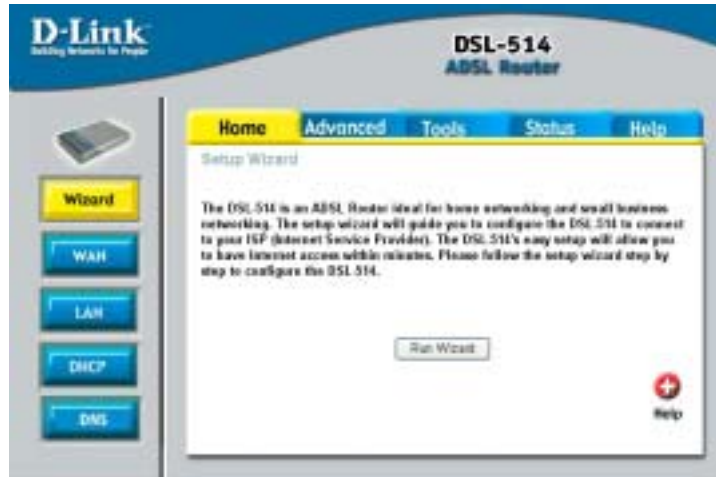 D-Link
Building Networks for People
DSL-514
ADSL Router
Home Advanced Tools Status Help
Setup Wizard
Wizard
WAN
LAN
DHCP
DNS
The DSL-514 is an ADSL Router ideal for home networking and small business
networking. The setup wizard will guide you to configure the DSL-514 to connect
to your ISP (Internet Service Provider). The DSL-514's easy setup will allow you
to have internet access within minutes. Please follow the setup wizard step by
step to configure the DSL-514.
Run Wizard
Help